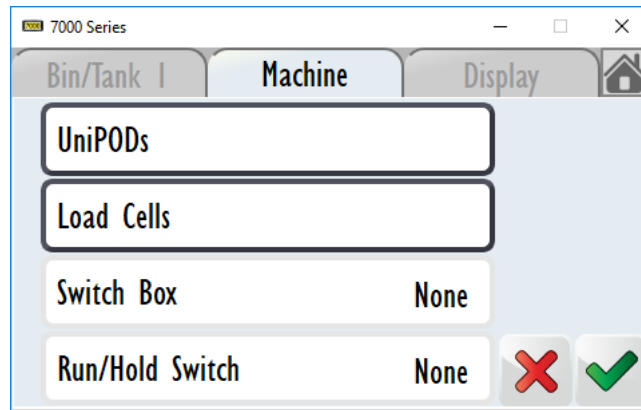 7000 Series
Bin/Tank 1 Machine Display
UniPODs
Load Cells
Switch Box None
Run/Hold Switch None